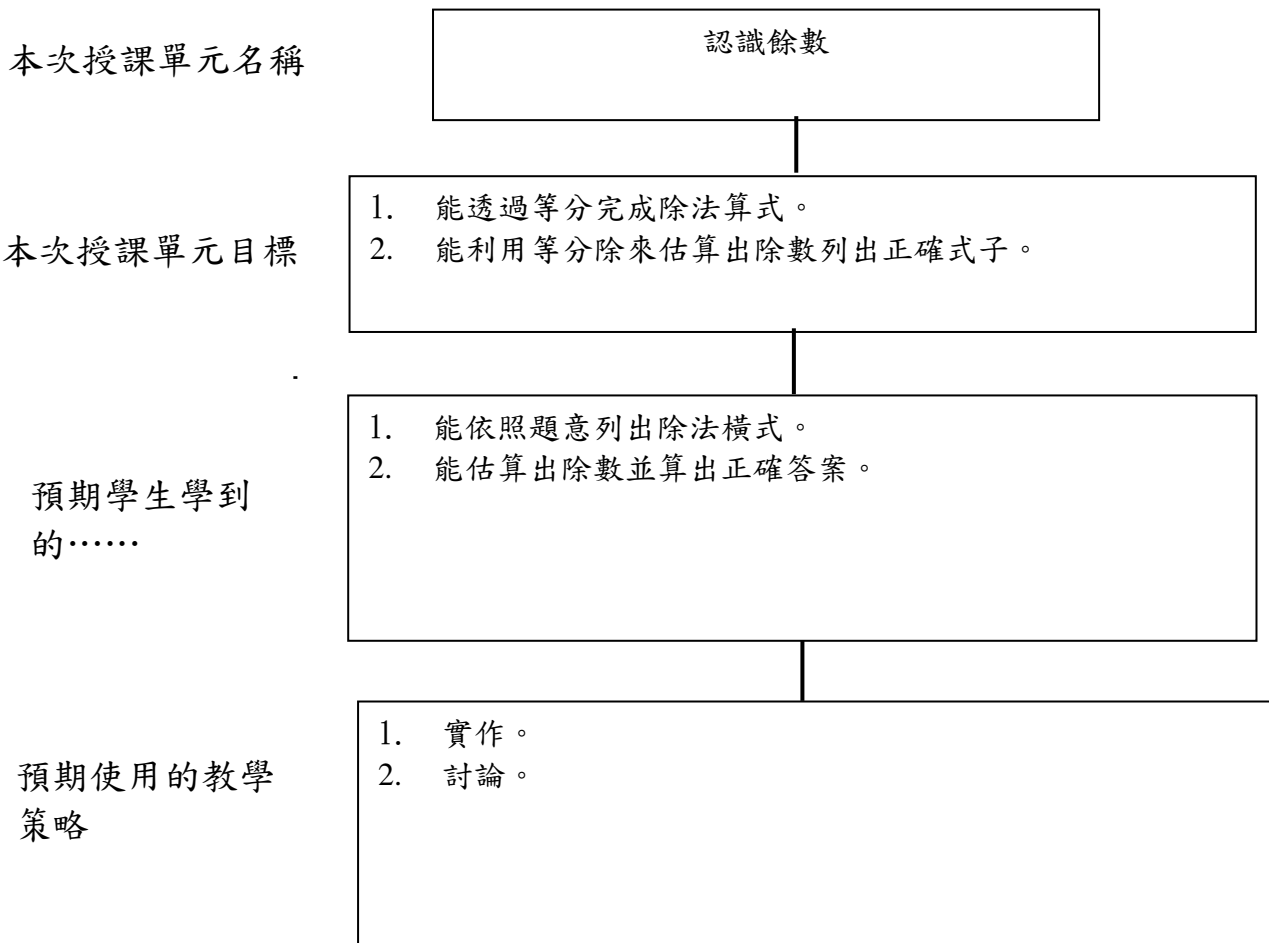 本次授課單元名稱
認識餘數
本次授課單元目標
1. 能透過等分完成除法算式。
2. 能利用等分除來估算出除數列出正確式子。
.
預期學生學到
的……
1. 能依照題意列出除法橫式。
2. 能估算出除數並算出正確答案。
預期使用的教學
策略
1. 實作。
2. 討論。